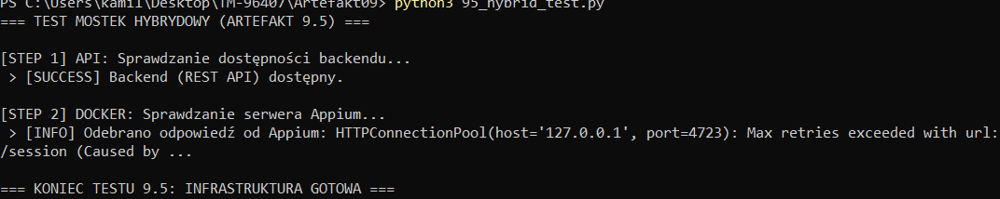 PS C:\Users\kamil\Desktop\TM-96407\Artefakt09> python3 95_hybrid_test.py
=== TEST MOSTEK HYBRYDOWY (ARTEFAKT 9.5) ===
[STEP 1] API: Sprawdzanie dostępności backendu...
 > [SUCCESS] Backend (REST API) dostępny.
[STEP 2] DOCKER: Sprawdzanie serwera Appium...
 > [INFO] Odebrano odpowiedź od Appium: HTTPConnectionPool(host='127.0.0.1', port=4723): Max retries exceeded with url:
/session (Caused by ...
=== KONIEC TESTU 9.5: INFRASTRUKTURA GOTOWA ===